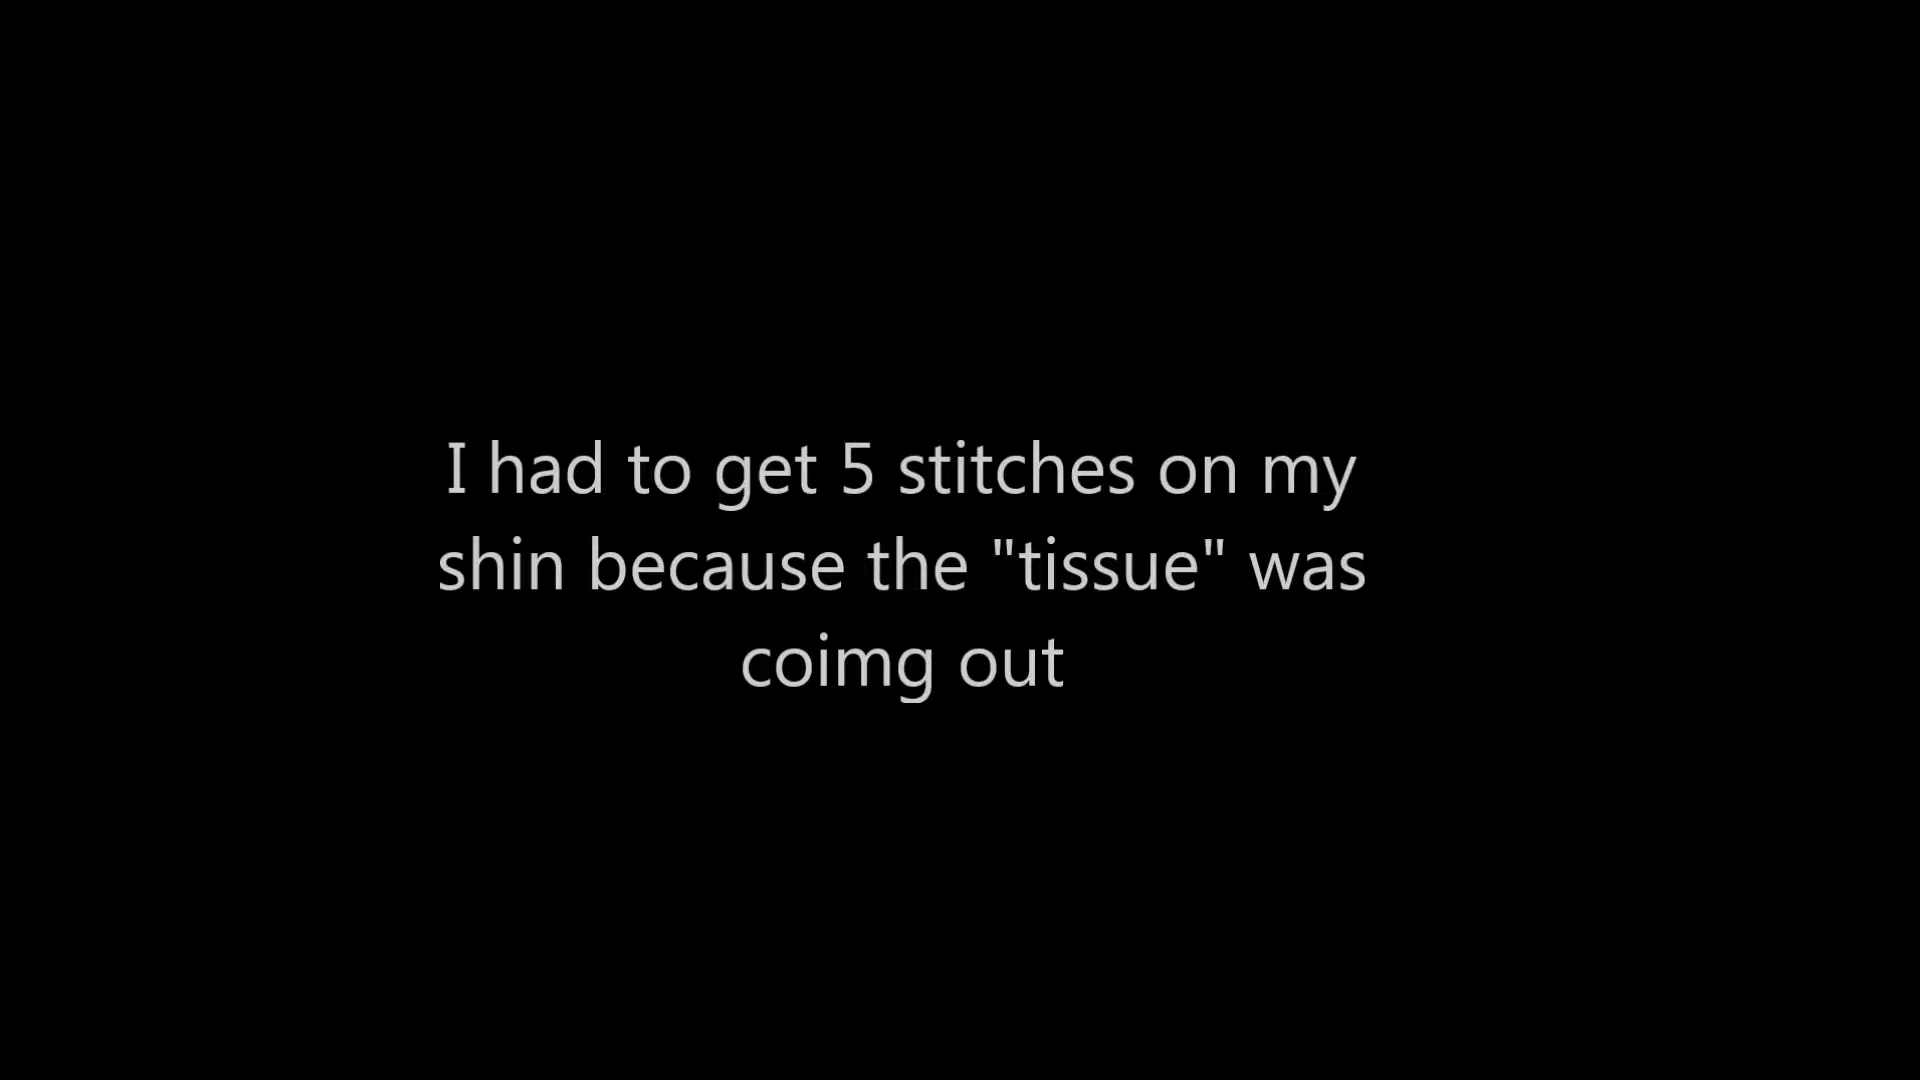 I had to get 5 stitches on my
shin because the "tissue" was
coimg out